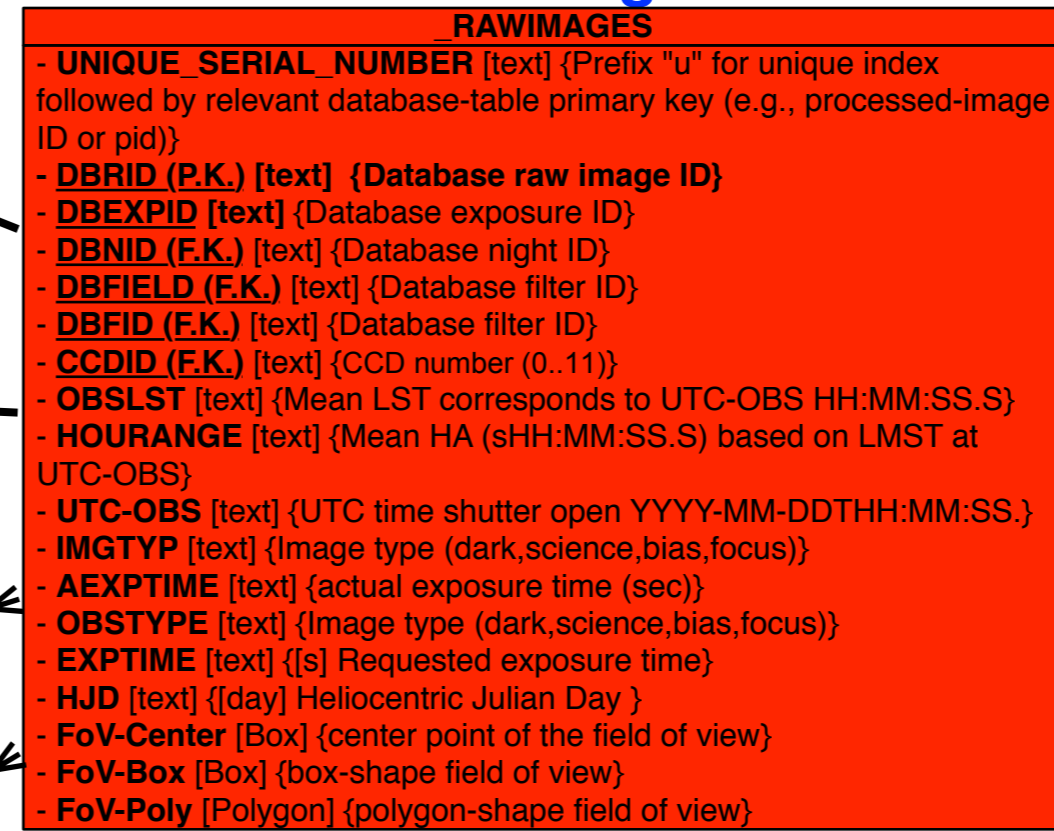 _RAWIMAGES
- UNIQUE_SERIAL_NUMBER [text] {Prefix "u" for unique index
followed by relevant database-table primary key (e.g., processed-image
ID or pid)}
- DBRID (P.K.) [text] {Database raw image ID}
- DBEXPID [text] {Database exposure ID}
- DBNID (F.K.) [text] {Database night ID}
- DBFIELD (F.K.) [text] {Database filter ID}
- DBFID (F.K.) [text] {Database filter ID}
- CCDID (F.K.) [text] {CCD number (0..11)}
- OBSLST [text] {Mean LST corresponds to UTC-OBS HH:MM:SS.S}
- HOURANGE [text] {Mean HA (sHH:MM:SS.S) based on LMST at
UTC-OBS}
- UTC-OBS [text] {UTC time shutter open YYYY-MM-DDTHH:MM:SS.}
- IMGTYP [text] {Image type (dark,science,bias,focus)}
- AEXPTIME [text] {actual exposure time (sec)}
- OBSTYPE [text] {Image type (dark,science,bias,focus)}
- EXPTIME [text] {[s] Requested exposure time}
- HJD [text] {[day] Heliocentric Julian Day }
- FoV-Center [Box] {center point of the field of view}
- FoV-Box [Box] {box-shape field of view}
- FoV-Poly [Polygon] {polygon-shape field of view}